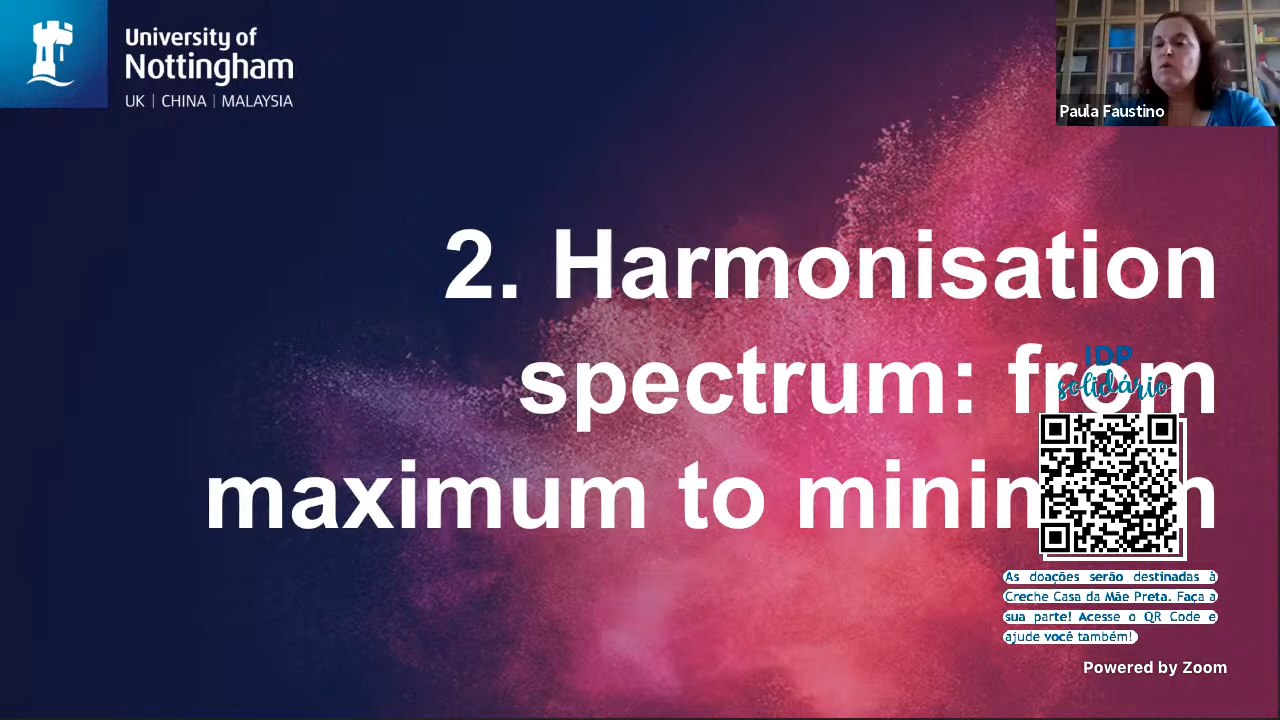 University of
Nottingham
UK | CHINA | MALAYSIA
Paula Faustino
2. Harmonisation
spectrum: from
maximum to minim
IDP
solidário
As doações serão destinadas à
Creche Casa da Mãe Preta. Faça a
sua parte! Acesse o QR Code e
ajude você também!
Powered by Zoom